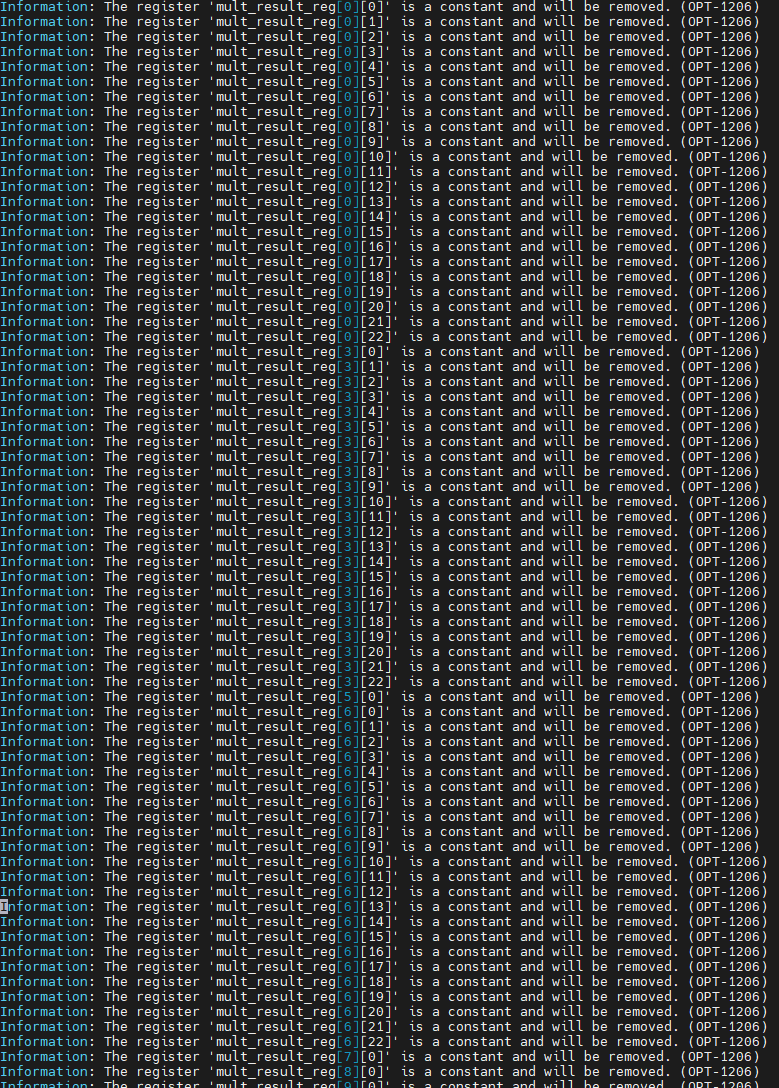 Information: The register 'mult_result_reg[0][0]' is a constant and will be removed. (OPT-1206)
Information: The register 'mult_result_reg[0][1]' is a constant and will be removed. (OPT-1206)
Information: The register 'mult_result_reg[0][2]' is a constant and will be removed. (OPT-1206)
Information: The register 'mult_result_reg[0][3]' is a constant and will be removed. (OPT-1206)
Information: The register 'mult_result_reg[0][4]' is a constant and will be removed. (OPT-1206)
Information: The register 'mult_result_reg[0][5]' is a constant and will be removed. (OPT-1206)
Information: The register 'mult_result_reg[0][6]' is a constant and will be removed. (OPT-1206)
Information: The register 'mult_result_reg[0][7]' is a constant and will be removed. (OPT-1206)
Information: The register 'mult_result_reg[0][8]' is a constant and will be removed. (OPT-1206)
Information: The register 'mult_result_reg[0][9]' is a constant and will be removed. (OPT-1206)
Information: The register 'mult_result_reg[0][10]' is a constant and will be removed. (OPT-1206)
Information: The register 'mult_result_reg[0][11]' is a constant and will be removed. (OPT-1206)
Information: The register 'mult_result_reg[0][12]' is a constant and will be removed. (OPT-1206)
Information: The register 'mult_result_reg[0][13]' is a constant and will be removed. (OPT-1206)
Information: The register 'mult_result_reg[0][14]' is a constant and will be removed. (OPT-1206)
Information: The register 'mult_result_reg[0][15]' is a constant and will be removed. (OPT-1206)
Information: The register 'mult_result_reg[0][16]' is a constant and will be removed. (OPT-1206)
Information: The register 'mult_result_reg[0][17]' is a constant and will be removed. (OPT-1206)
Information: The register 'mult_result_reg[0][18]' is a constant and will be removed. (OPT-1206)
Information: The register 'mult_result_reg[0][19]' is a constant and will be removed. (OPT-1206)
Information: The register 'mult_result_reg[0][20]' is a constant and will be removed. (OPT-1206)
Information: The register 'mult_result_reg[0][21]' is a constant and will be removed. (OPT-1206)
Information: The register 'mult_result_reg[0][22]' is a constant and will be removed. (OPT-1206)
Information: The register 'mult_result_reg[3][0]' is a constant and will be removed. (OPT-1206)
Information: The register 'mult_result_reg[3][1]' is a constant and will be removed. (OPT-1206)
Information: The register 'mult_result_reg[3][2]' is a constant and will be removed. (OPT-1206)
Information: The register 'mult_result_reg[3][3]' is a constant and will be removed. (OPT-1206)
Information: The register 'mult_result_reg[3][4]' is a constant and will be removed. (OPT-1206)
Information: The register 'mult_result_reg[3][5]' is a constant and will be removed. (OPT-1206)
Information: The register 'mult_result_reg[3][6]' is a constant and will be removed. (OPT-1206)
Information: The register 'mult_result_reg[3][7]' is a constant and will be removed. (OPT-1206)
Information: The register 'mult_result_reg[3][8]' is a constant and will be removed. (OPT-1206)
Information: The register 'mult_result_reg[3][9]' is a constant and will be removed. (OPT-1206)
Information: The register 'mult_result_reg[3][10]' is a constant and will be removed. (OPT-1206)
Information: The register 'mult_result_reg[3][11]' is a constant and will be removed. (OPT-1206)
Information: The register 'mult_result_reg[3][12]' is a constant and will be removed. (OPT-1206)
Information: The register 'mult_result_reg[3][13]' is a constant and will be removed. (OPT-1206)
Information: The register 'mult_result_reg[3][14]' is a constant and will be removed. (OPT-1206)
Information: The register 'mult_result_reg[3][15]' is a constant and will be removed. (OPT-1206)
Information: The register 'mult_result_reg[3][16]' is a constant and will be removed. (OPT-1206)
Information: The register 'mult_result_reg[3][17]' is a constant and will be removed. (OPT-1206)
Information: The register 'mult_result_reg[3][18]' is a constant and will be removed. (OPT-1206)
Information: The register 'mult_result_reg[3][19]' is a constant and will be removed. (OPT-1206)
Information: The register 'mult_result_reg[3][20]' is a constant and will be removed. (OPT-1206)
Information: The register 'mult_result_reg[3][21]' is a constant and will be removed. (OPT-1206)
Information: The register 'mult_result_reg[3][22]' is a constant and will be removed. (OPT-1206)
Information: The register 'mult_result_reg[5][0]' is a constant and will be removed. (OPT-1206)
Information: The register 'mult_result_reg[6][0]' is a constant and will be removed. (OPT-1206)
Information: The register 'mult_result_reg[6][1]' is a constant and will be removed. (OPT-1206)
Information: The register 'mult_result_reg[6][2]' is a constant and will be removed. (OPT-1206)
Information: The register 'mult_result_reg[6][3]' is a constant and will be removed. (OPT-1206)
Information: The register 'mult_result_reg[6][4]' is a constant and will be removed. (OPT-1206)
Information: The register 'mult_result_reg[6][5]' is a constant and will be removed. (OPT-1206)
Information: The register 'mult_result_reg[6][6]' is a constant and will be removed. (OPT-1206)
Information: The register 'mult_result_reg[6][7]' is a constant and will be removed. (OPT-1206)
Information: The register 'mult_result_reg[6][8]' is a constant and will be removed. (OPT-1206)
Information: The register 'mult_result_reg[6][9]' is a constant and will be removed. (OPT-1206)
Information: The register 'mult_result_reg[6][10]' is a constant and will be removed. (OPT-1206)
Information: The register 'mult_result_reg[6][11]' is a constant and will be removed. (OPT-1206)
Information: The register 'mult_result_reg[6][12]' is a constant and will be removed. (OPT-1206)
Information: The register 'mult_result_reg[6][13]' is a constant and will be removed. (OPT-1206)
Information: The register 'mult_result_reg[6][14]' is a constant and will be removed. (OPT-1206)
Information: The register 'mult_result_reg[6][15]' is a constant and will be removed. (OPT-1206)
Information: The register 'mult_result_reg[6][16]' is a constant and will be removed. (OPT-1206)
Information: The register 'mult_result_reg[6][17]' is a constant and will be removed. (OPT-1206)
Information: The register 'mult_result_reg[6][18]' is a constant and will be removed. (OPT-1206)
Information: The register 'mult_result_reg[6][19]' is a constant and will be removed. (OPT-1206)
Information: The register 'mult_result_reg[6][20]' is a constant and will be removed. (OPT-1206)
Information: The register 'mult_result_reg[6][21]' is a constant and will be removed. (OPT-1206)
Information: The register 'mult_result_reg[6][22]' is a constant and will be removed. (OPT-1206)
Information: The register 'mult_result_reg[7][0]' is a constant and will be removed. (OPT-1206)
Information: The register 'mult_result_reg[8][0]' is a constant and will be removed. (OPT-1206)
Information: The register 'mult_result_reg[9][0]' is a constant and will be removed. (OPT-1206)